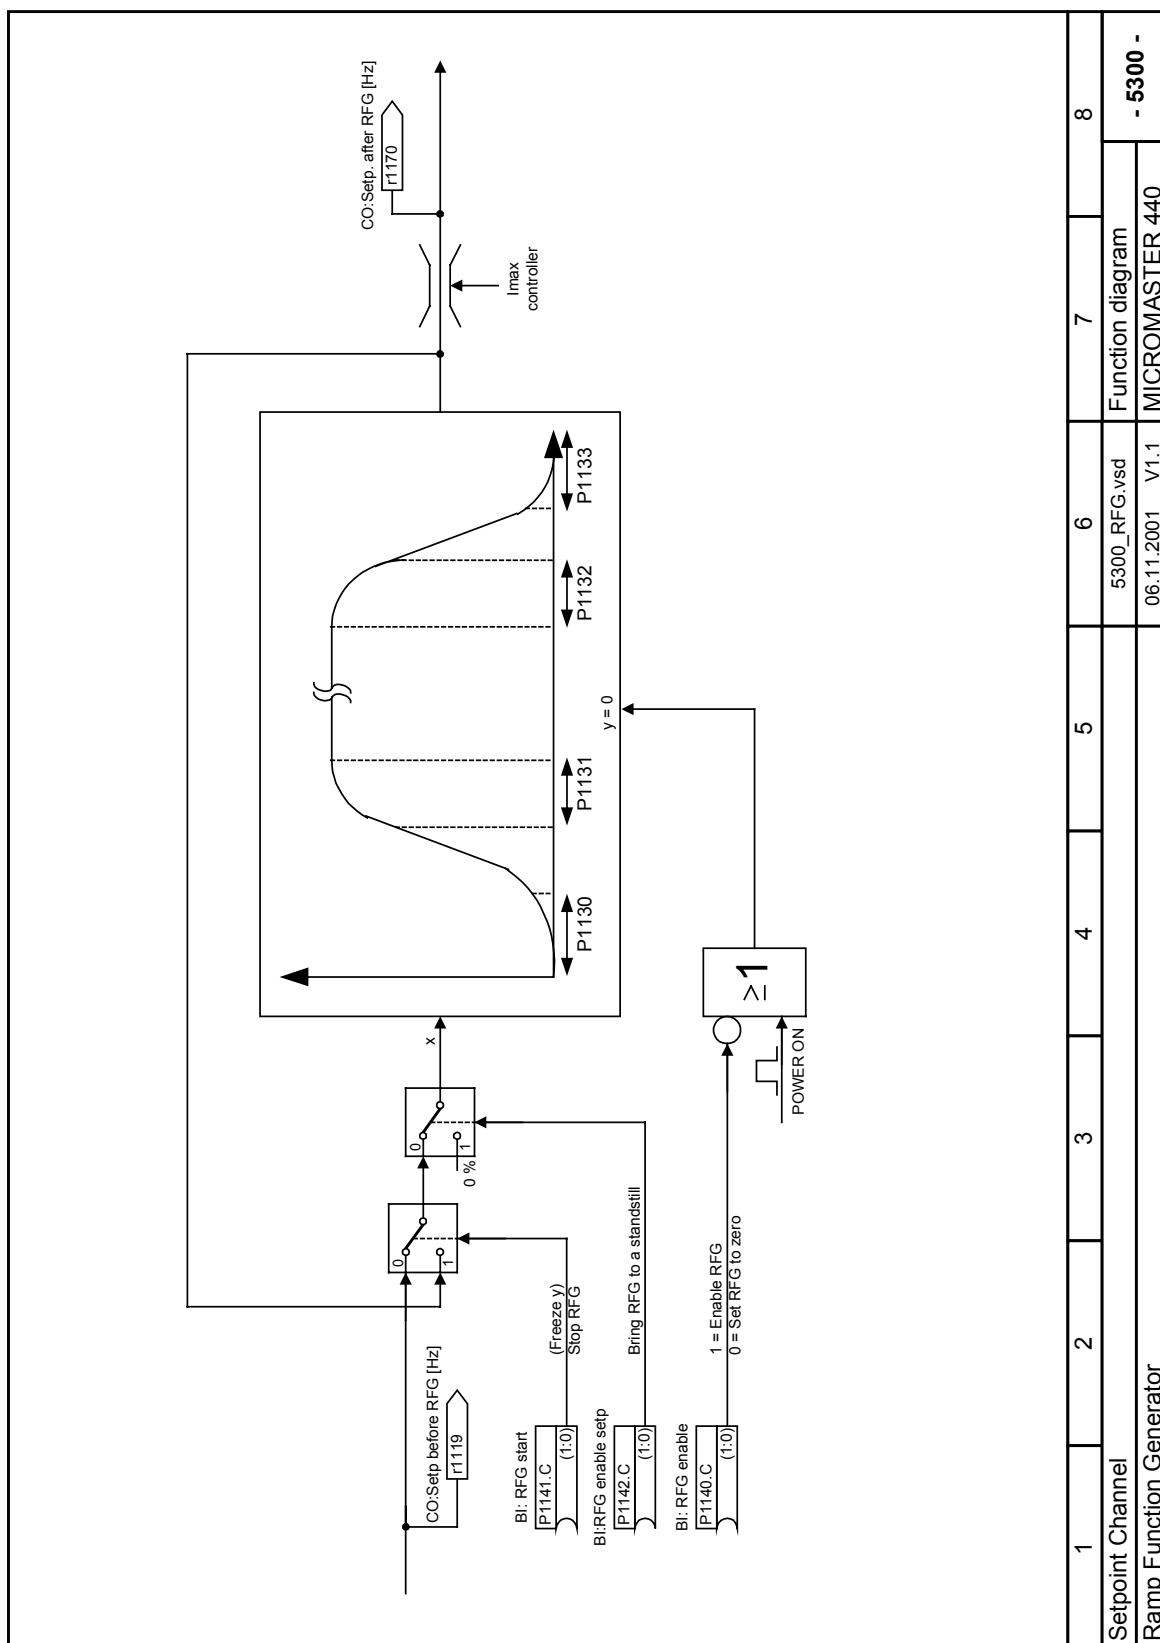 CO:Setp before RFG [Hz]
r1119
BI: RFG start
P1141.C
(1:0)
(Freeze y)
Stop RFG
BI:RFG enable setp
P1142.C
(1:0)
Bring RFG to a standstill
BI: RFG enable
P1140.C
(1:0)
1 = Enable RFG
0 = Set RFG to zero
0
1
0
1
0 %
x
POWER ON
≥1
P1130
P1131
P1132
P1133
y = 0
Imax
controller
CO:Setp. after RFG [Hz]
r1170
1
2
3
4
5
6
7
8
Setpoint Channel
5300_RFG.vsd
Function diagram
- 5300 -
Ramp Function Generator
06.11.2001
V1.1
MICROMASTER 440